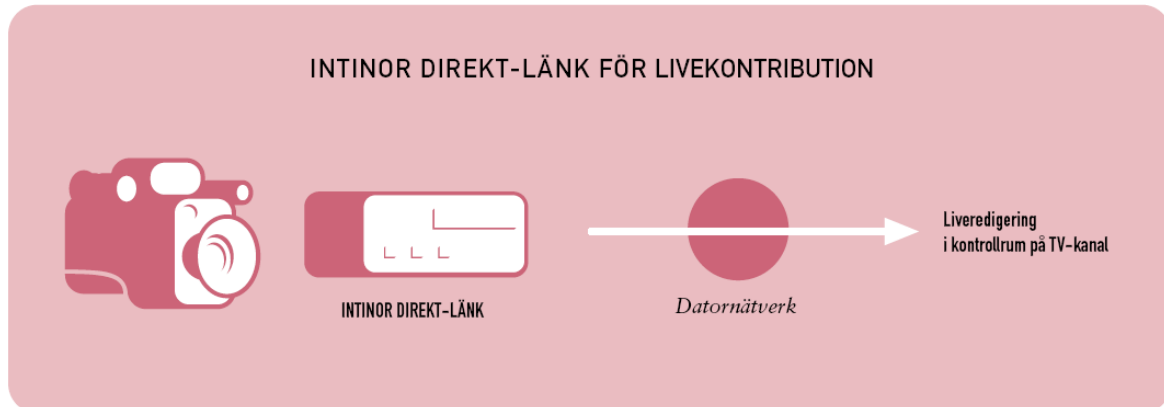 INTINOR DIREKT-LÄNK FÖR LIVEKONTRIBUTION
INTINOR DIREKT-LÄNK
Datornätverk
Liveredigering
i kontrollrum på TV-kanal